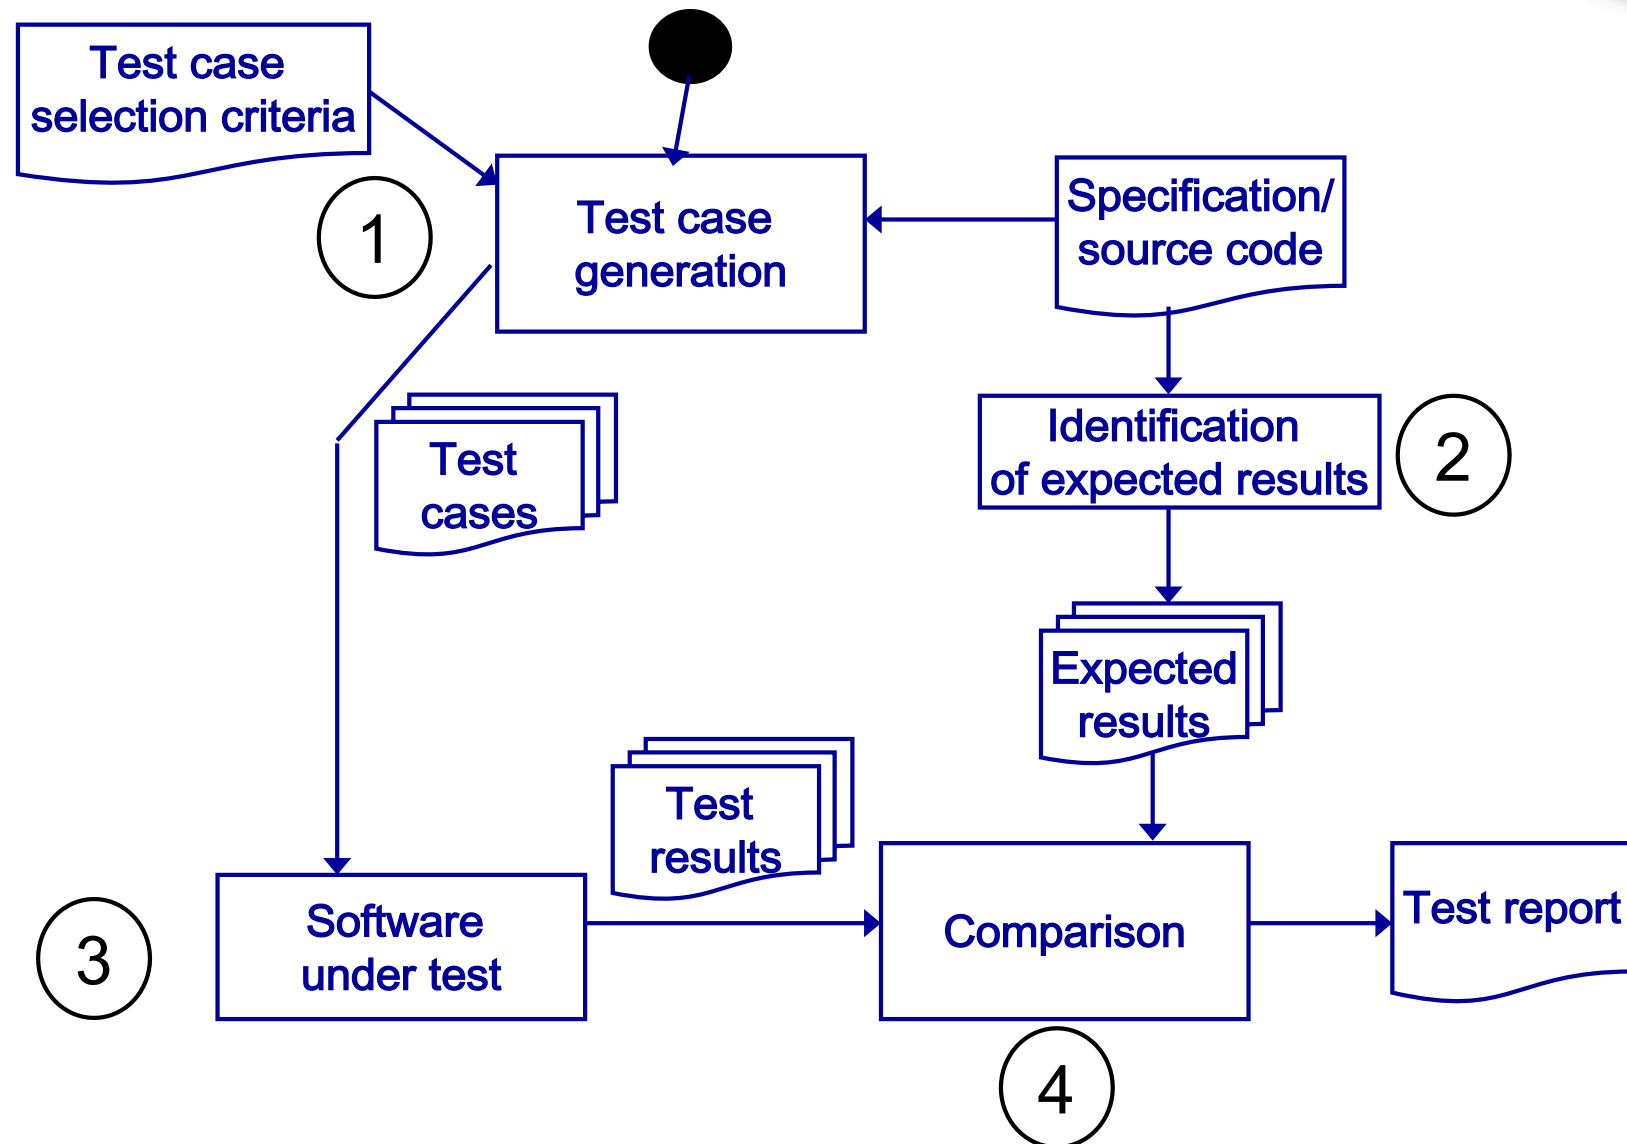 Test case
selection criteria
1
Test case
generation
Specification/
source code
Identification
of expected results
2
Test
cases
Expected
results
Test
results
3
Software
under test
Comparison
Test report
4